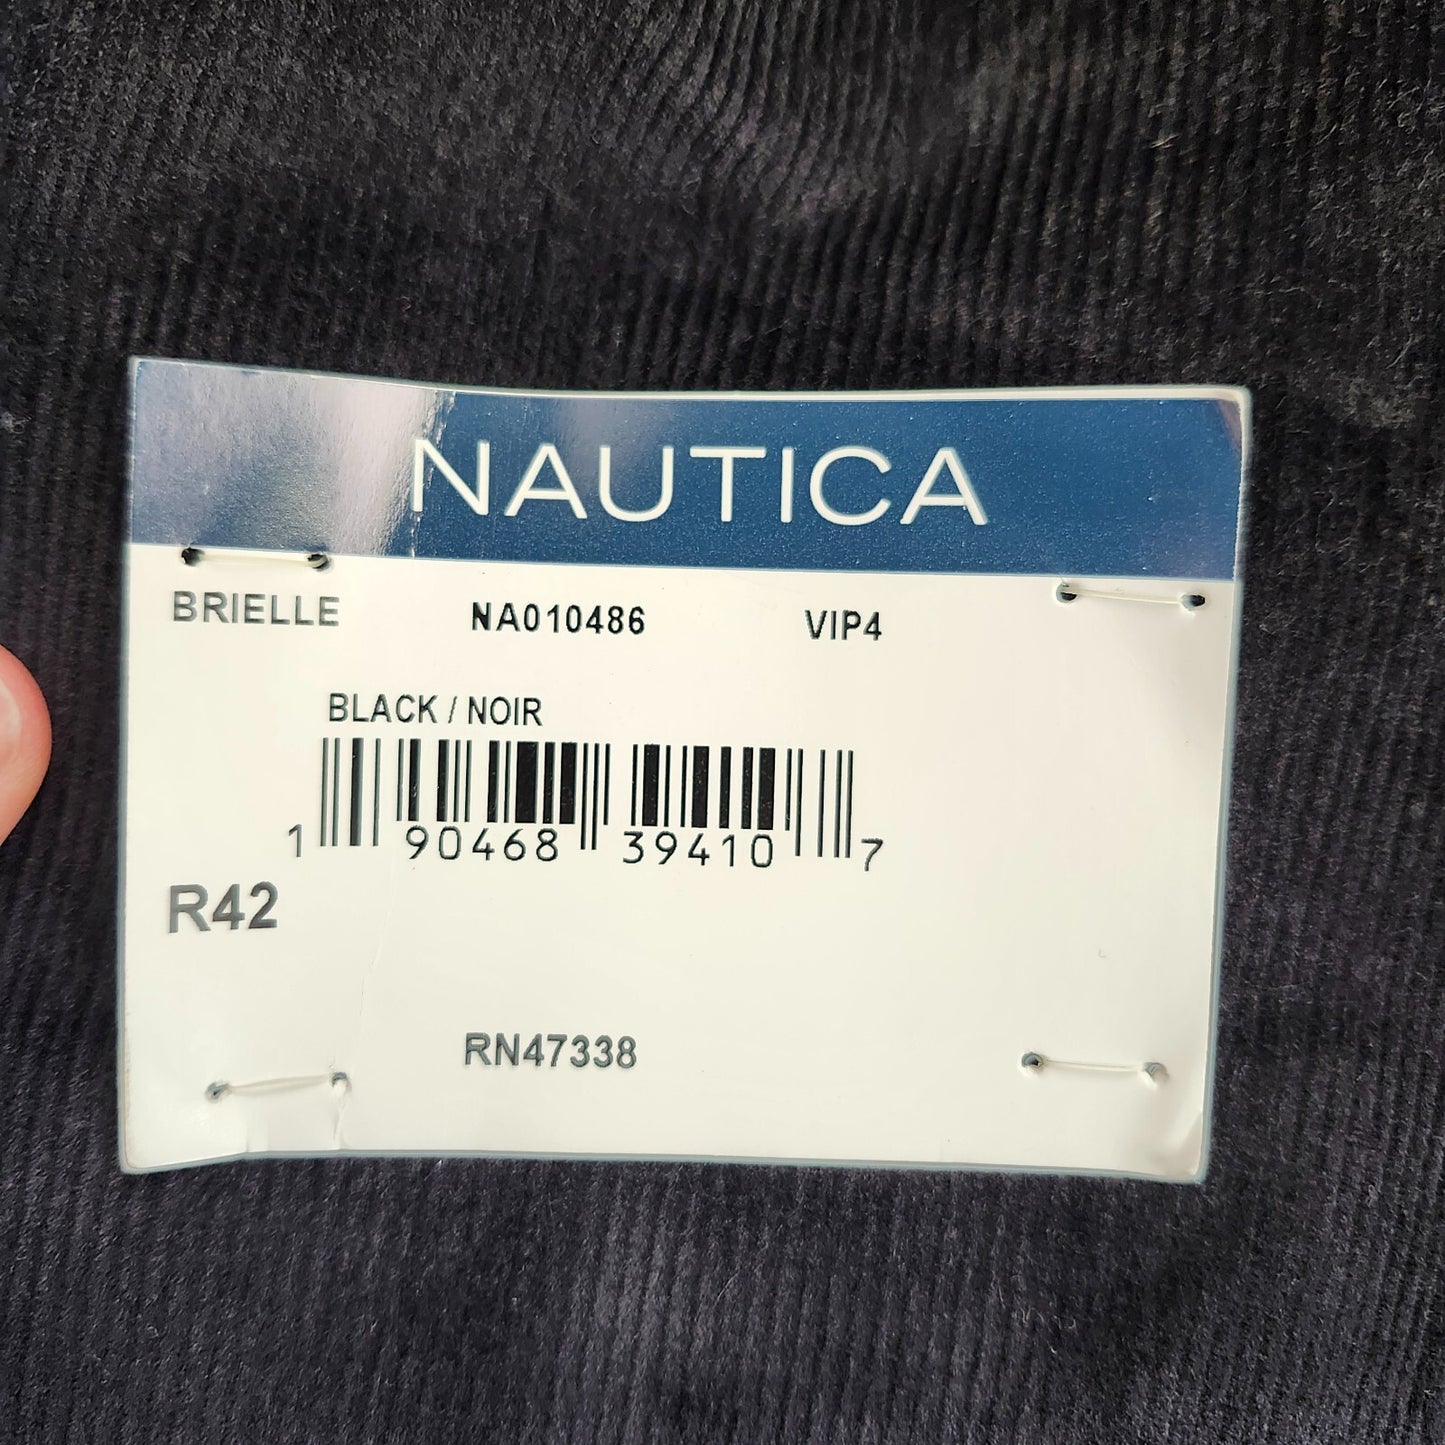 NAUTICA
BRIELLE NA010486 VIP4
BLACK / NOIR
1 90468 39410 7
R42
RN47338